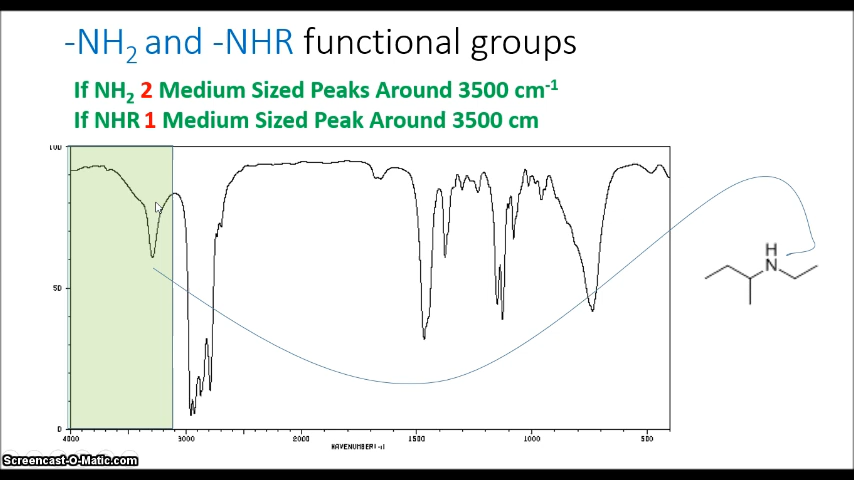 -NH2 and -NHR functional groups
If NH2 2 Medium Sized Peaks Around 3500 cm-1
If NHR 1 Medium Sized Peak Around 3500 cm
100
50
0
4000 3000 2000 1500 1000 500
H
N
Screencast-O-Matic.com